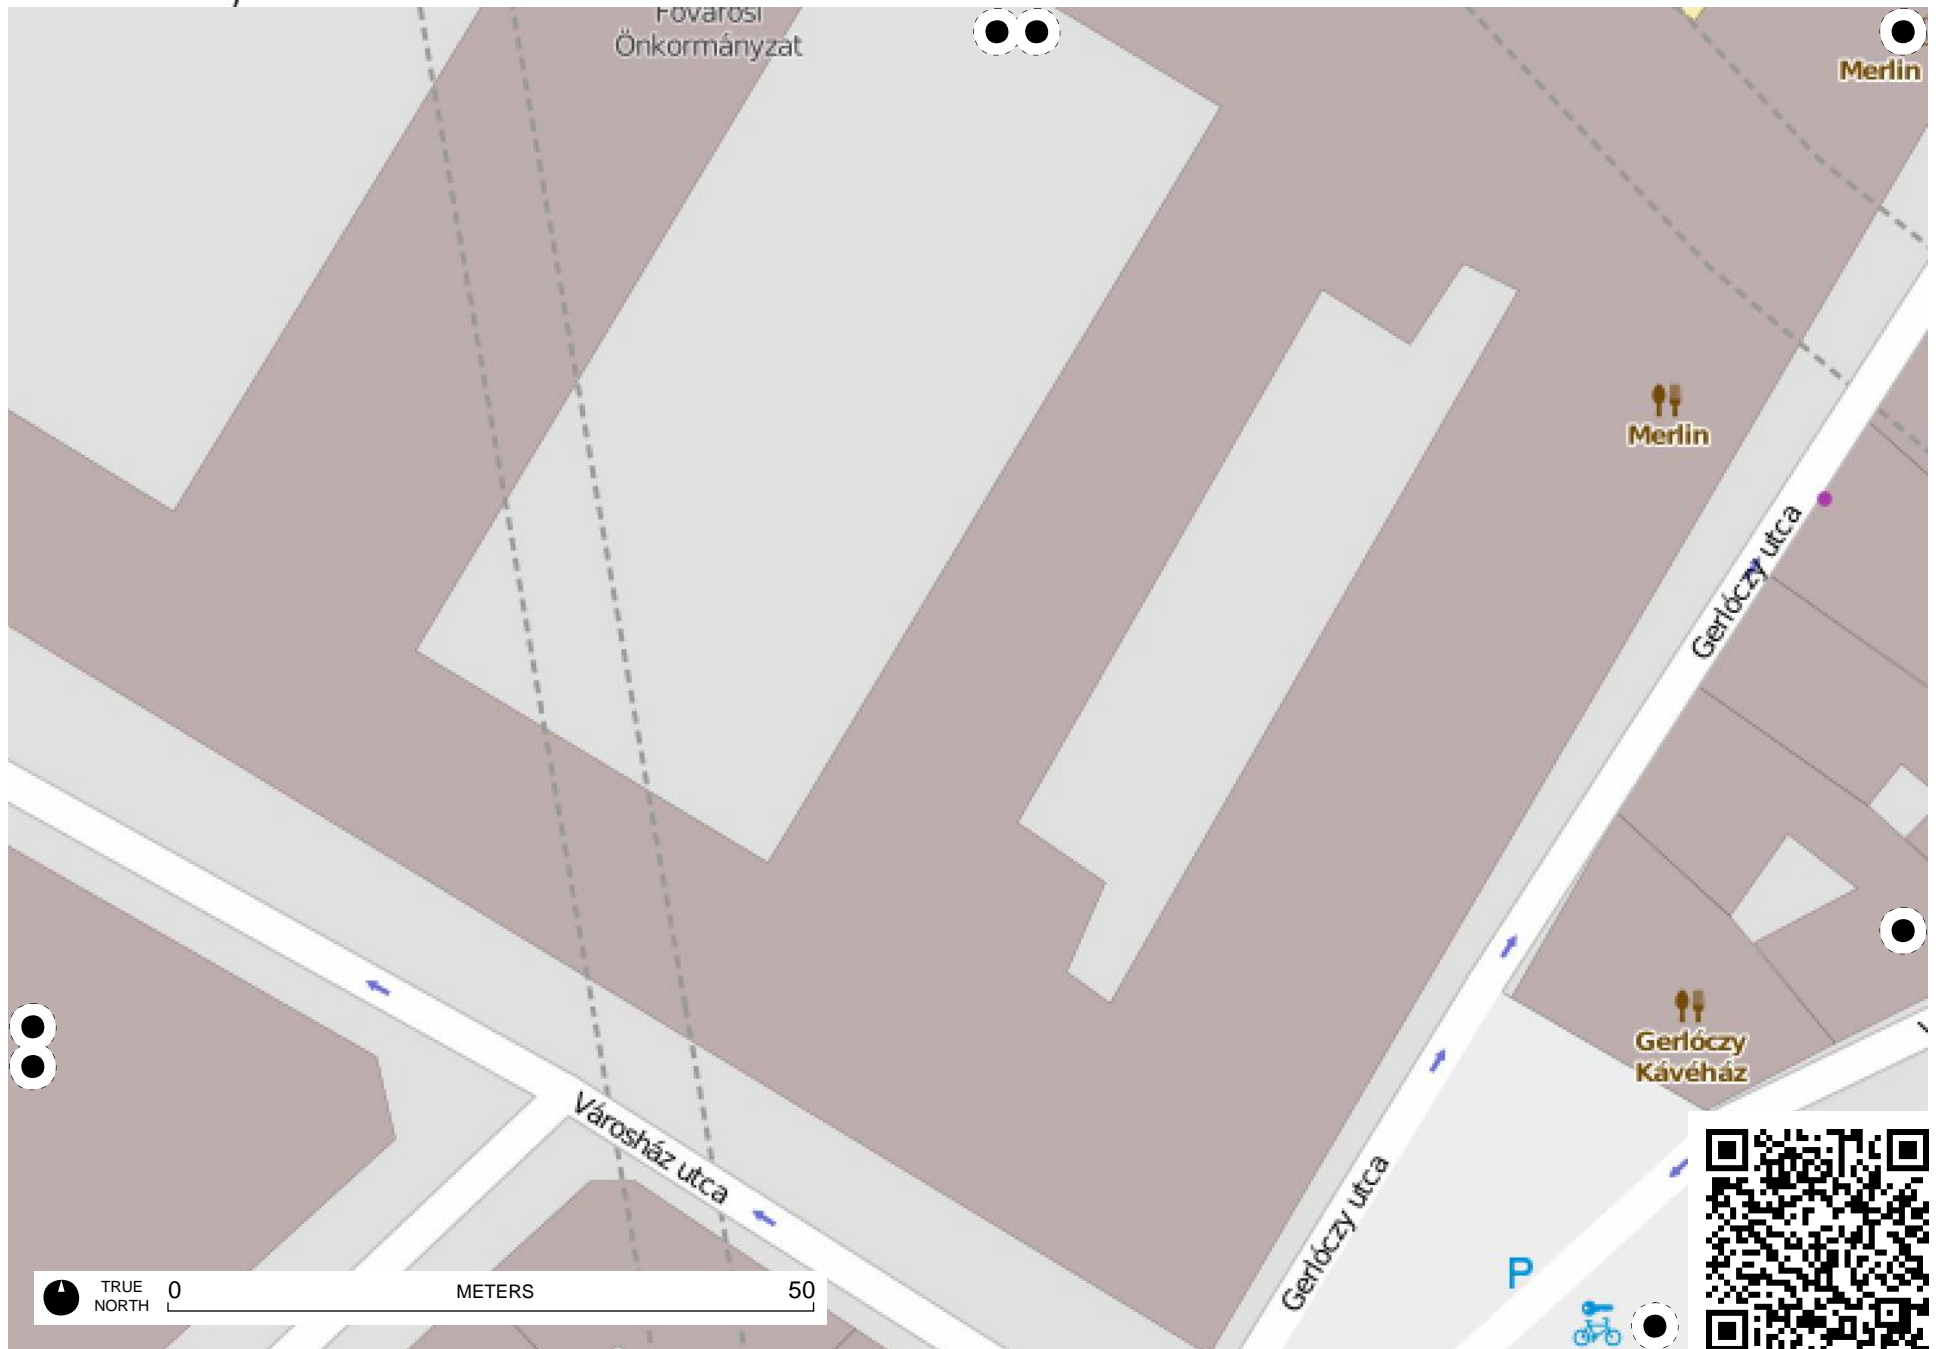 Fővárosi
Önkormányzat
Merlin
Merlin
Gerlóczy utca
Gerlóczy
Kávéház
Városház utca
Gerlóczy utca
P
TRUE
NORTH
0
METERS
50